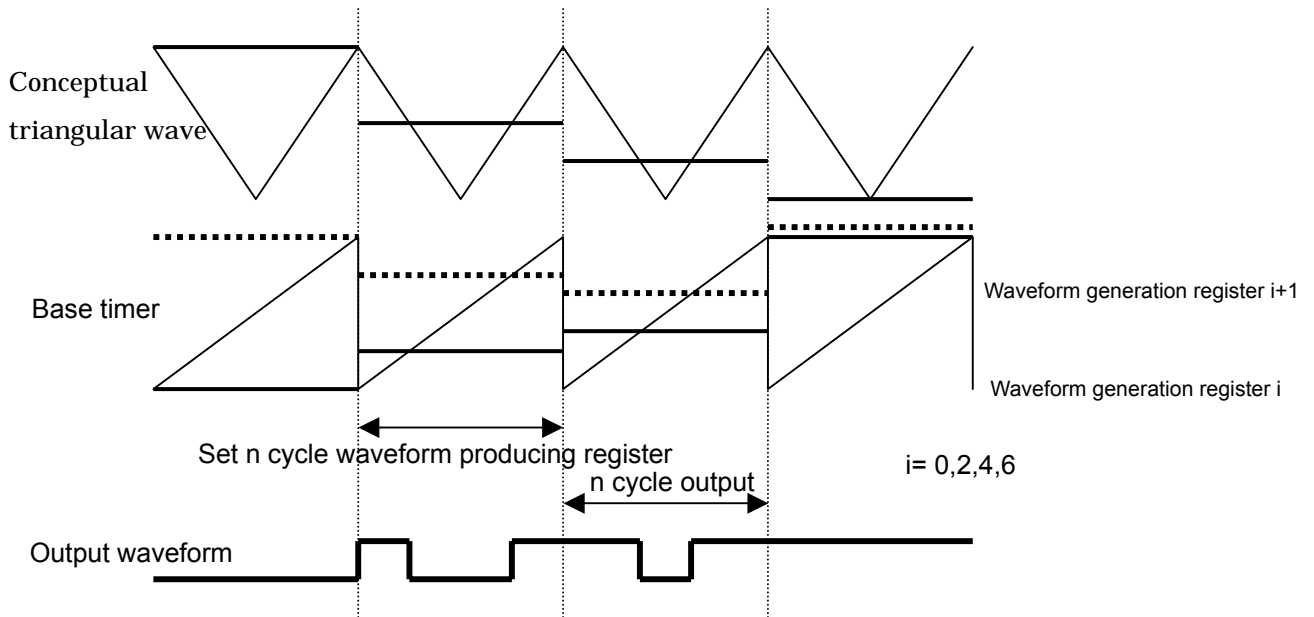 Conceptual
triangular wave
Base timer
Waveform generation register i+1
Waveform generation register i
Set n cycle waveform producing register
i= 0,2,4,6
n cycle output
Output waveform